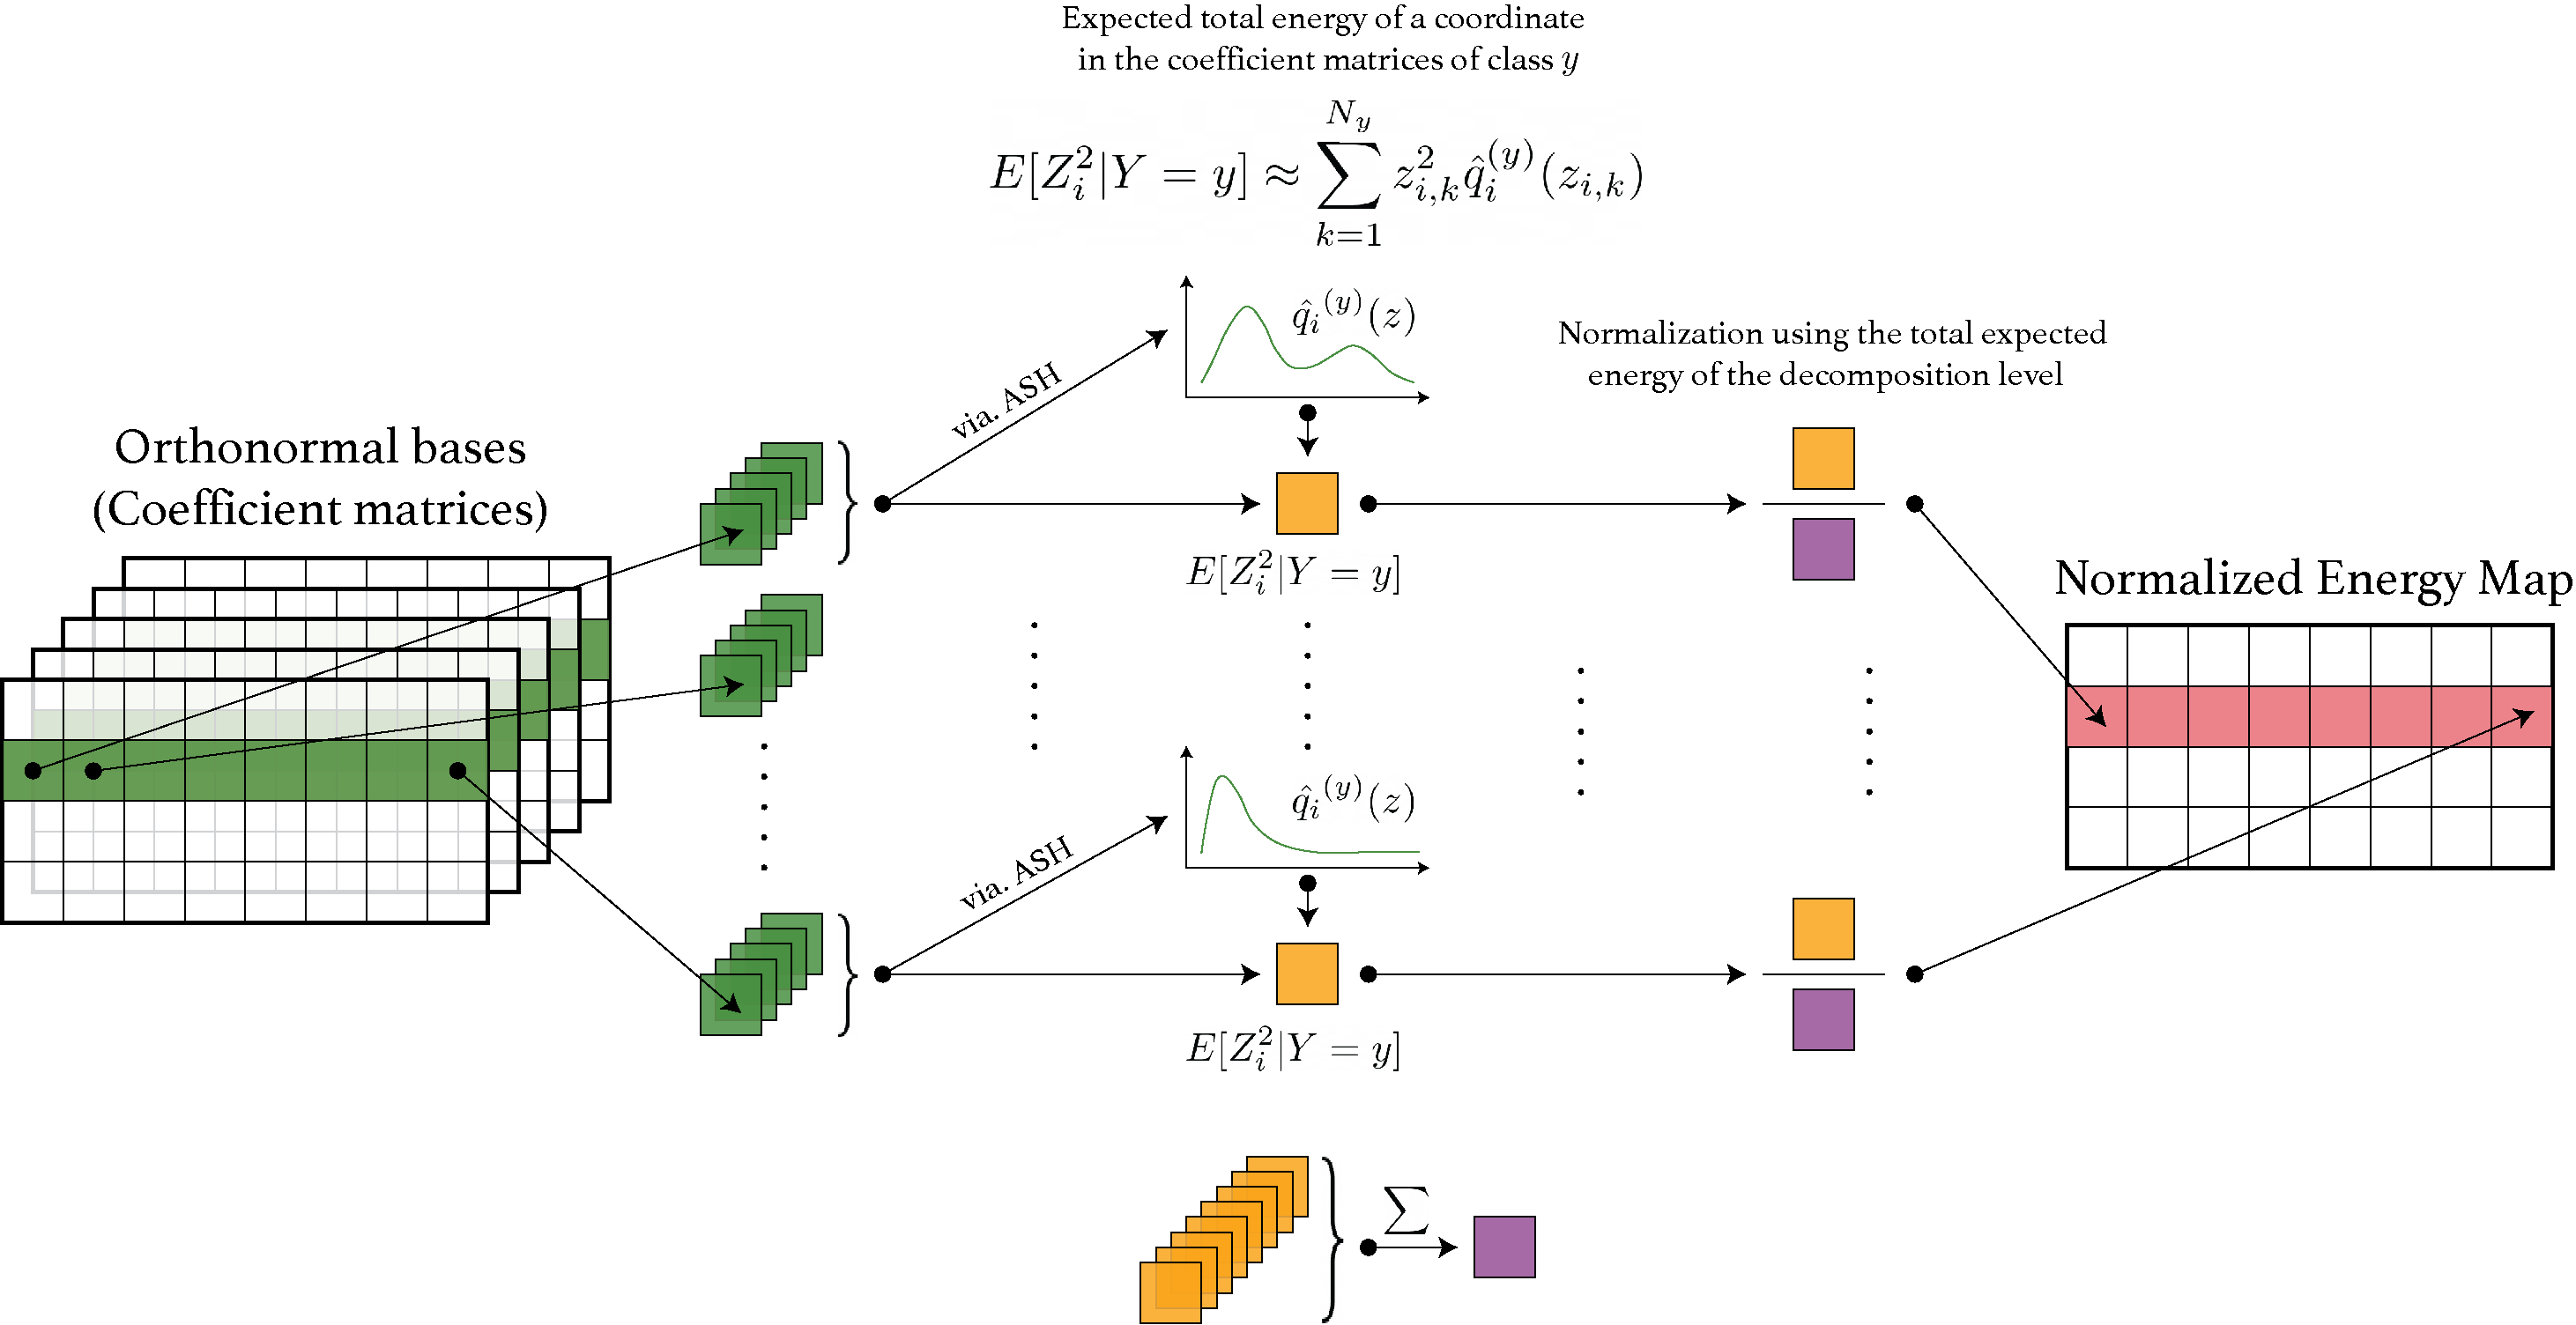 Expected total energy of a coordinate
in the coefficient matrices of class y
E[Z_i^2|Y = y] ≈ \sum_{k=1}^{N_y} z_{i,k}^2 \hat{q}_i^{(y)}(z_{i,k})
\hat{q}_i^{(y)}(z)
Normalization using the total expected
energy of the decomposition level
via. ASH
Orthonormal bases
(Coefficient matrices)
E[Z_i^2|Y = y]
Normalized Energy Map
\hat{q}_i^{(y)}(z)
via. ASH
E[Z_i^2|Y = y]
∑